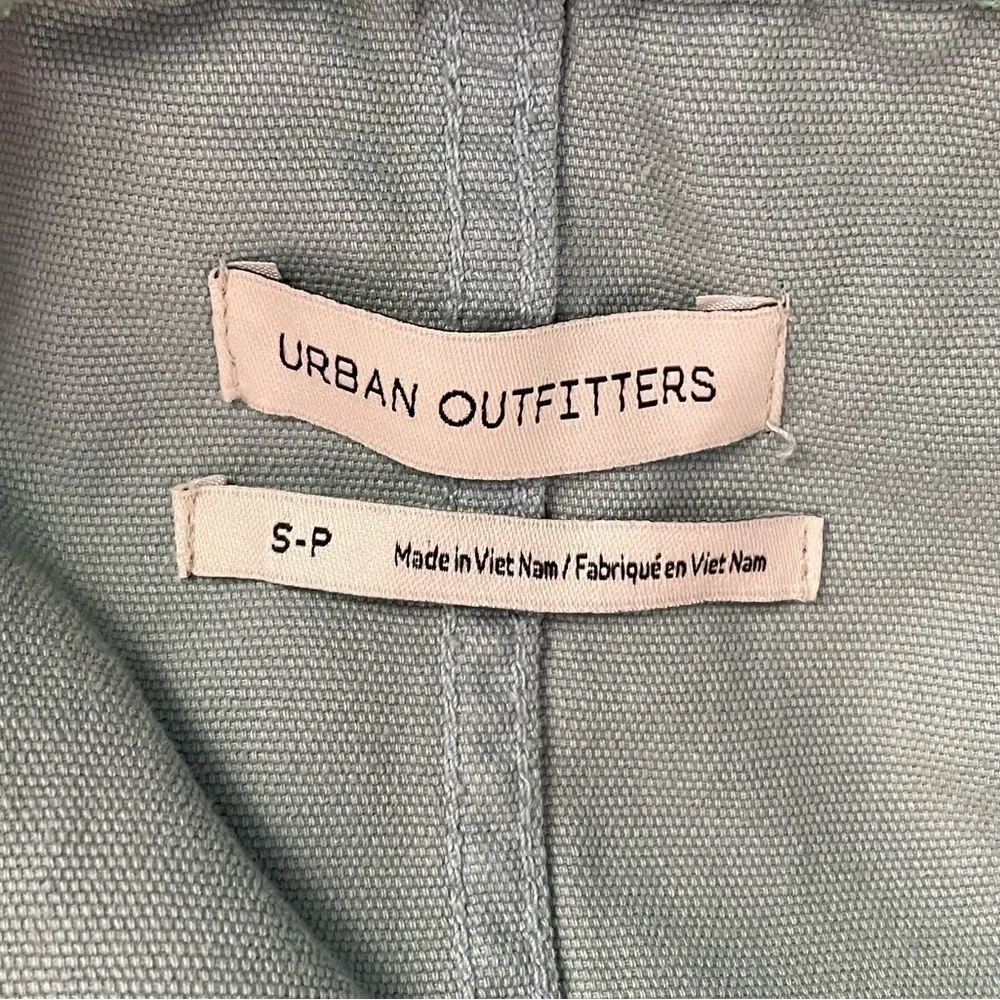 URBAN OUTFITTERS
S-P Made in Viet Nam / Fabriqué en Viet Nam